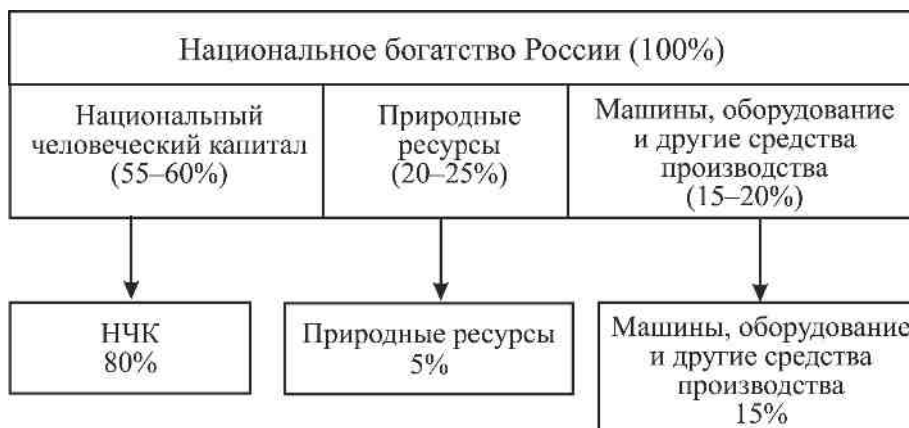 Национальное богатство России (100%)
Национальный
человеческий капитал
(55–60%)
Природные
ресурсы
(20–25%)
Машины, оборудование
и другие средства
производства
(15–20%)
НЧК
80%
Природные ресурсы
5%
Машины, оборудование
и другие средства
производства
15%